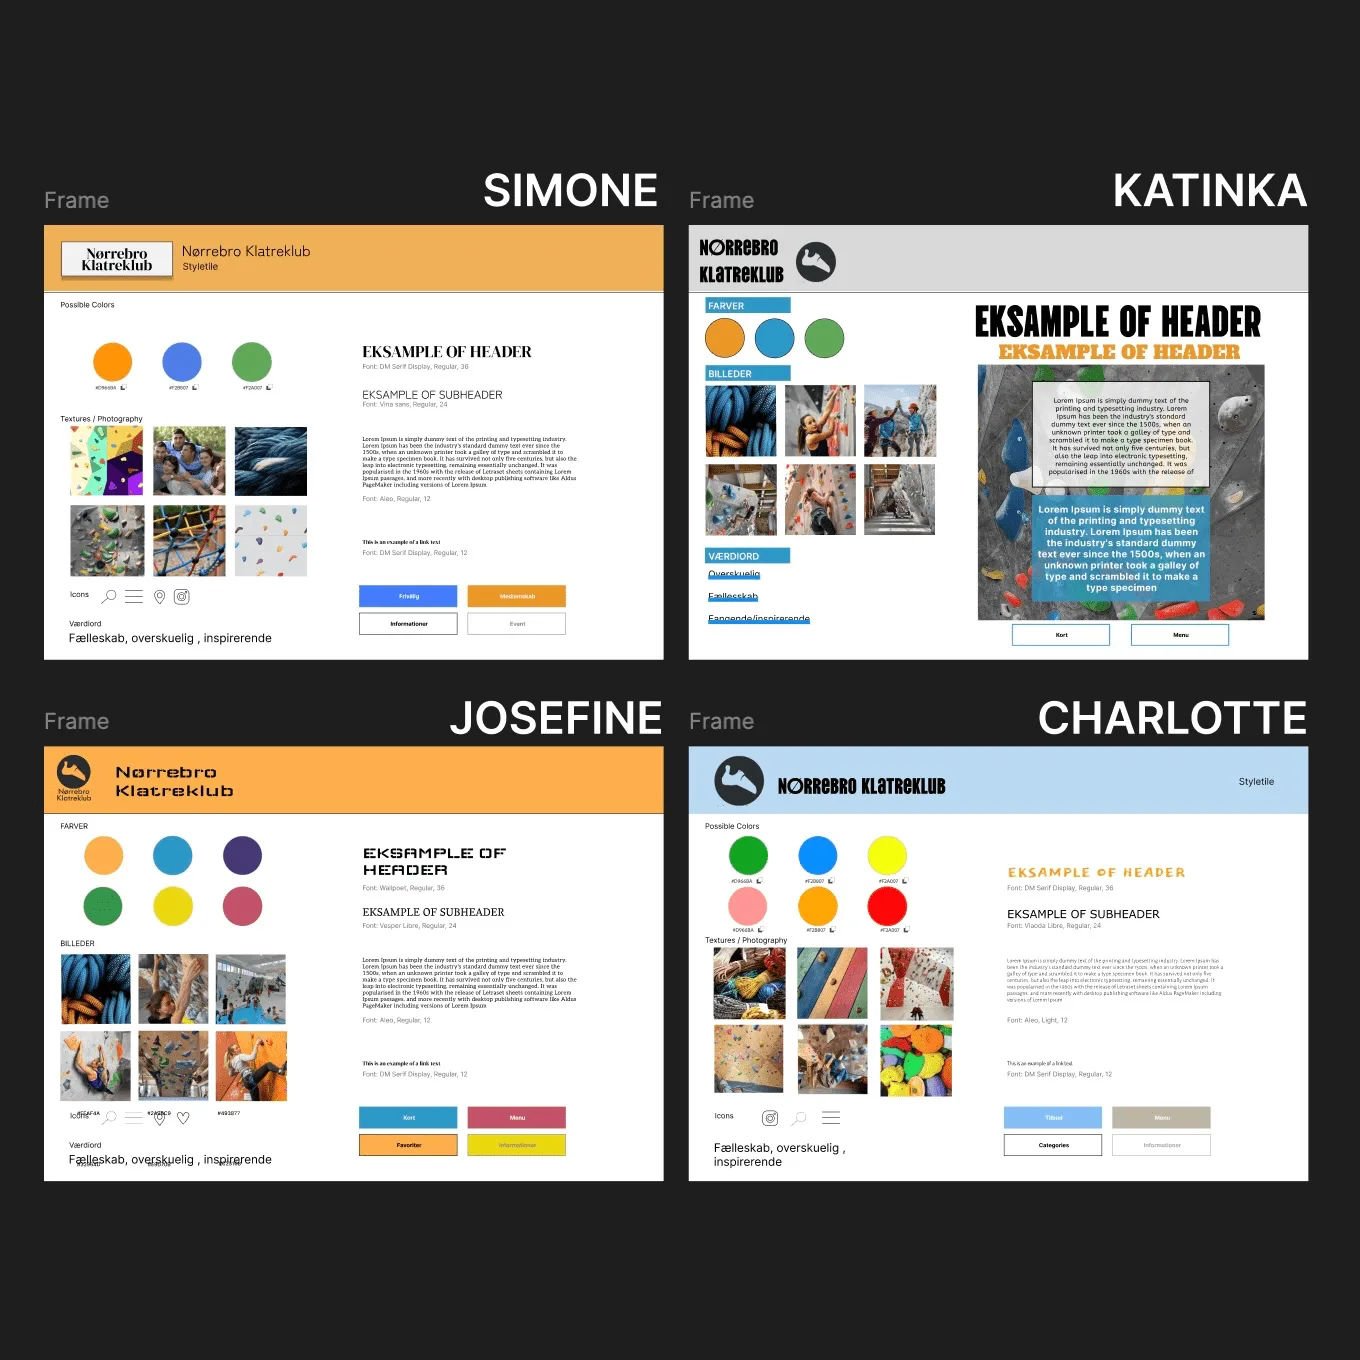 Frame
SIMONE
Nørrebro
Klatreklub
Nørrebro Klatreklub
Styletile
Possible Colors
#D966BA
#F2B807
#F2A007
Textures / Photography
Icons
Værdiord
Fælleskab, overskuelig , inspirerende
EKSAMPLE OF HEADER
Font: DM Serif Display, Regular, 36
EKSAMPLE OF SUBHEADER
Font: Vina sans, Regular, 24
Lorem Ipsum is simply dummy text of the printing and typesetting industry.
Lorem Ipsum has been the industry's standard dummy text ever since the
1500s, when an unknown printer took a galley of type and scrambled it to
make a type specimen book. It has survived not only five centuries, but also the
leap into electronic typesetting, remaining essentially unchanged. It was
popularised in the 1960s with the release of Letraset sheets containing Lorem
Ipsum passages, and more recently with desktop publishing software like Aldus
PageMaker including versions of Lorem Ipsum
Font: Aleo, Regular, 12
This is an example of a link text
Font: DM Serif Display, Regular, 12
Frivillig
Medlemskab
Informationer
Event
Frame
KATINKA
NØRREBRO
KLATREKLUB
FARVER
BILLEDER
VÆRDIORD
Overskuelig
Fællesskab
Fangende/inspirerende
EKSAMPLE OF HEADER
EKSAMPLE OF HEADER
Lorem Ipsum is simply dummy text of the
printing and typesetting industry. Lorem
Ipsum has been the industry's standard
dummy text ever since the 1500s, when an
unknown printer took a galley of type and
scrambled it to make a type specimen book.
It has survived not only five centuries, but
also the leap into electronic typesetting,
remaining essentially unchanged. It was
popularised in the 1960s with the release of
Lorem Ipsum is simply dummy text
of the printing and typesetting
industry. Lorem Ipsum has been
the industry's standard dummy
text ever since the 1500s, when an
unknown printer took a galley of
type and scrambled it to make a
type specimen
Kort
Menu
Frame
JOSEFINE
Nørrebro
Klatreklub
Nørrebro
Klatreklub
FARVER
BILLEDER
Icons
#493877
Værdiord
Fælleskab, overskuelig , inspirerende
EKSAMPLE OF
HEADER
Font: Wallpoet, Regular, 36
EKSAMPLE OF SUBHEADER
Font: Vesper Libre, Regular, 24
Lorem Ipsum is simply dummy text of the printing and typesetting industry.
Lorem Ipsum has been the industry's standard dummy text ever since the
1500s, when an unknown printer took a galley of type and scrambled it to
make a type specimen book. It has survived not only five centuries, but also the
leap into electronic typesetting, remaining essentially unchanged. It was
popularised in the 1960s with the release of Letraset sheets containing Lorem
Ipsum passages, and more recently with desktop publishing software like Aldus
PageMaker including versions of Lorem Ipsum
Font: Aleo, Regular, 12
This is an example of a link text
Font: DM Serif Display, Regular, 12
Kort
Menu
Favoriter
Informationer
Frame
CHARLOTTE
NØRREBRO KLATREKLUB
Styletile
Possible Colors
#D966BA
#F2B807
#F2A007
#D966BA
#F2B807
#F2A007
Textures / Photography
Icons
Fælleskab, overskuelig ,
inspirerende
EKSAMPLE OF HEADER
Font: DM Serif Display, Regular, 36
EKSAMPLE OF SUBHEADER
Font: Viaoda Libre, Regular, 24
Lorem Ipsum is simply dummy text of the printing and typesetting industry. Lorem Ipsum has
been the industry's standard dummy text ever since the 1500s, when an unknown printer took a
galley of type and scrambled it to make a type specimen book. It has survived not only five
centuries, but also the leap into electronic typesetting, remaining essentially unchanged. It
was popularised in the 1960s with the release of Letraset sheets containing Lorem Ipsum
passages, and more recently with desktop publishing software like Aldus PageMaker including
versions of Lorem Ipsum
Font: Aleo, Light, 12
This is an example of a link text
Font: DM Serif Display, Regular, 12
Tilbud
Menu
Categories
Informationer